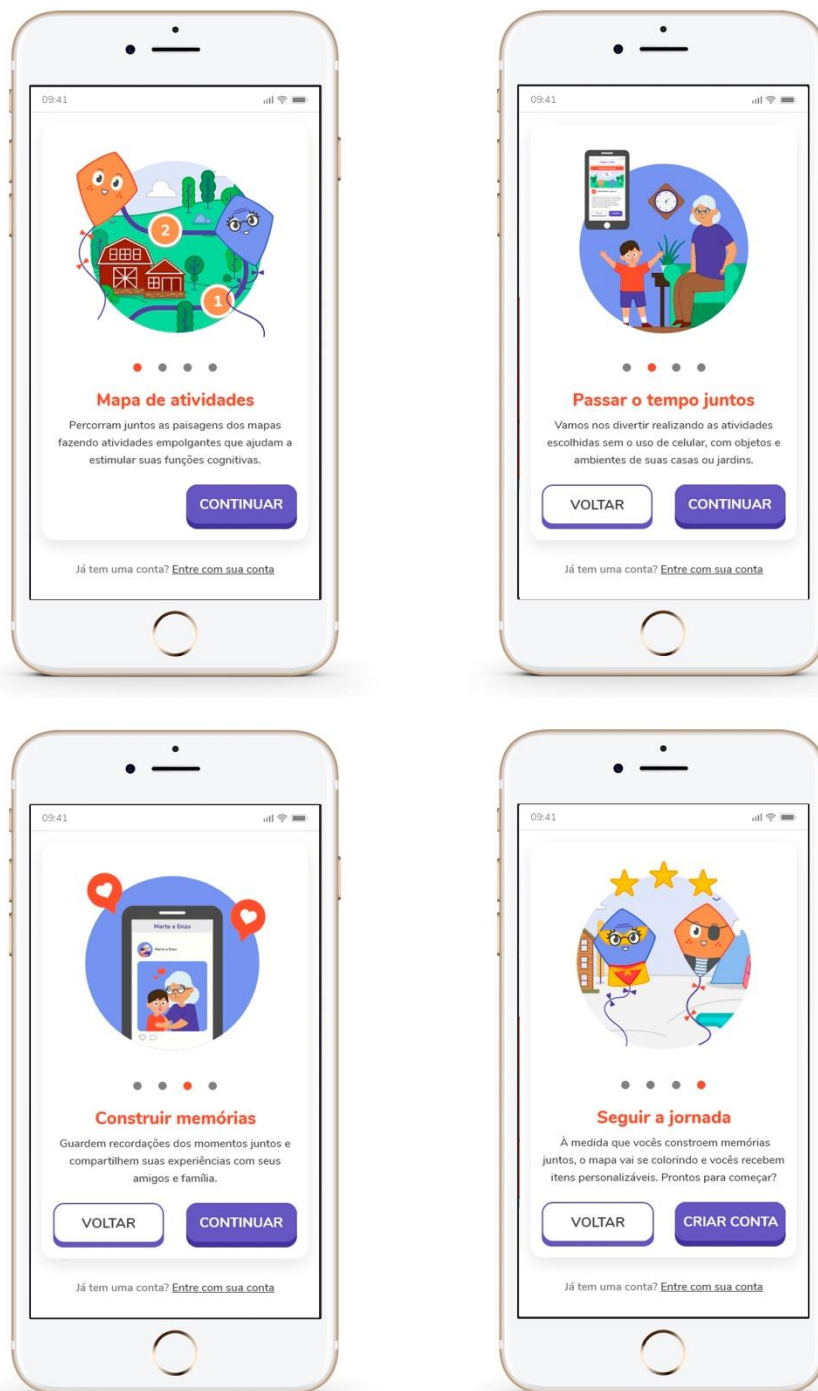 09:41
2
1
Mapa de atividades
Percorram juntos as paisagens dos mapas
fazendo atividades empolgantes que ajudam a
estimular suas funções cognitivas.
CONTINUAR
Já tem uma conta? Entre com sua conta
09:41
Passar o tempo juntos
Vamos nos divertir realizando as atividades
escolhidas sem o uso de celular, com objetos e
ambientes de suas casas ou jardins.
VOLTAR CONTINUAR
Já tem uma conta? Entre com sua conta
09:41
Marta e Enzo
Marta e Enzo
Construir memórias
Guardem recordações dos momentos juntos e
compartilhem suas experiências com seus
amigos e família.
VOLTAR CONTINUAR
Já tem uma conta? Entre com sua conta
09:41
Seguir a jornada
À medida que vocês constroem memórias
juntos, o mapa vai se colorindo e vocês recebem
itens personalizáveis. Prontos para começar?
VOLTAR CRIAR CONTA
Já tem uma conta? Entre com sua conta